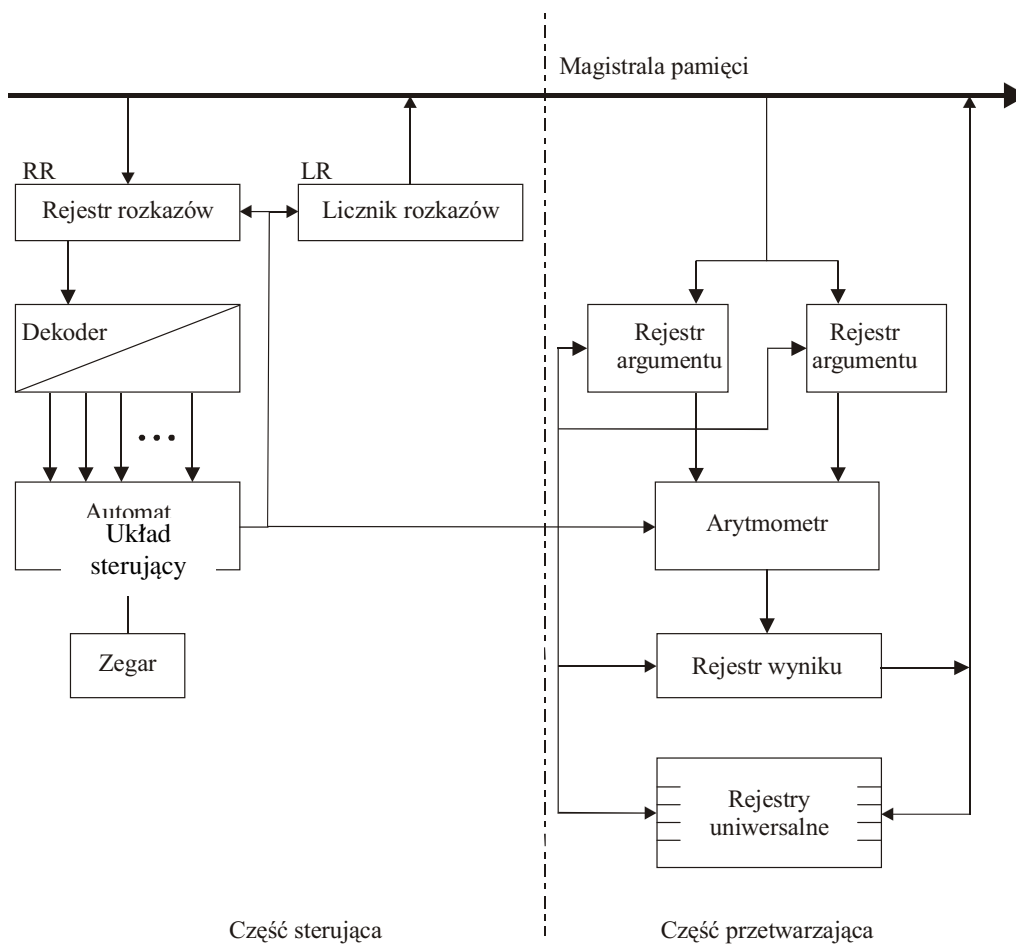 Magistrala pamięci
RR
LR
Rejestr rozkazów
Licznik rozkazów
Dekoder
Rejestr
argumentu
Rejestr
argumentu
Automat
Układ
sterujący
Arytmometr
Zegar
Rejestr wyniku
Rejestry
uniwersalne
Część sterująca
Część przetwarzająca